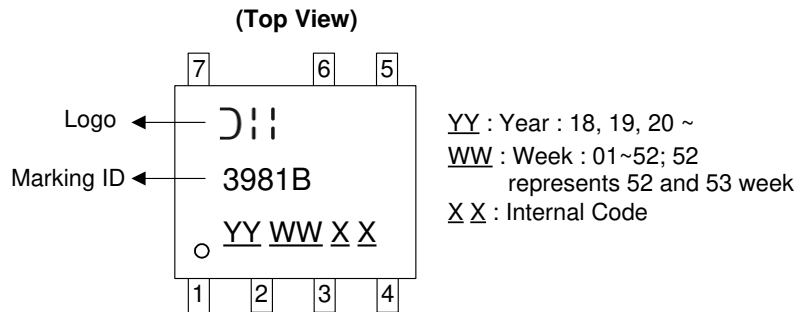 (Top View)
7 6 5
Logo
3981B
Marking ID
YY WW X X
1 2 3 4
YY : Year : 18, 19, 20 ~
WW : Week : 01~52; 52
represents 52 and 53 week
X X : Internal Code